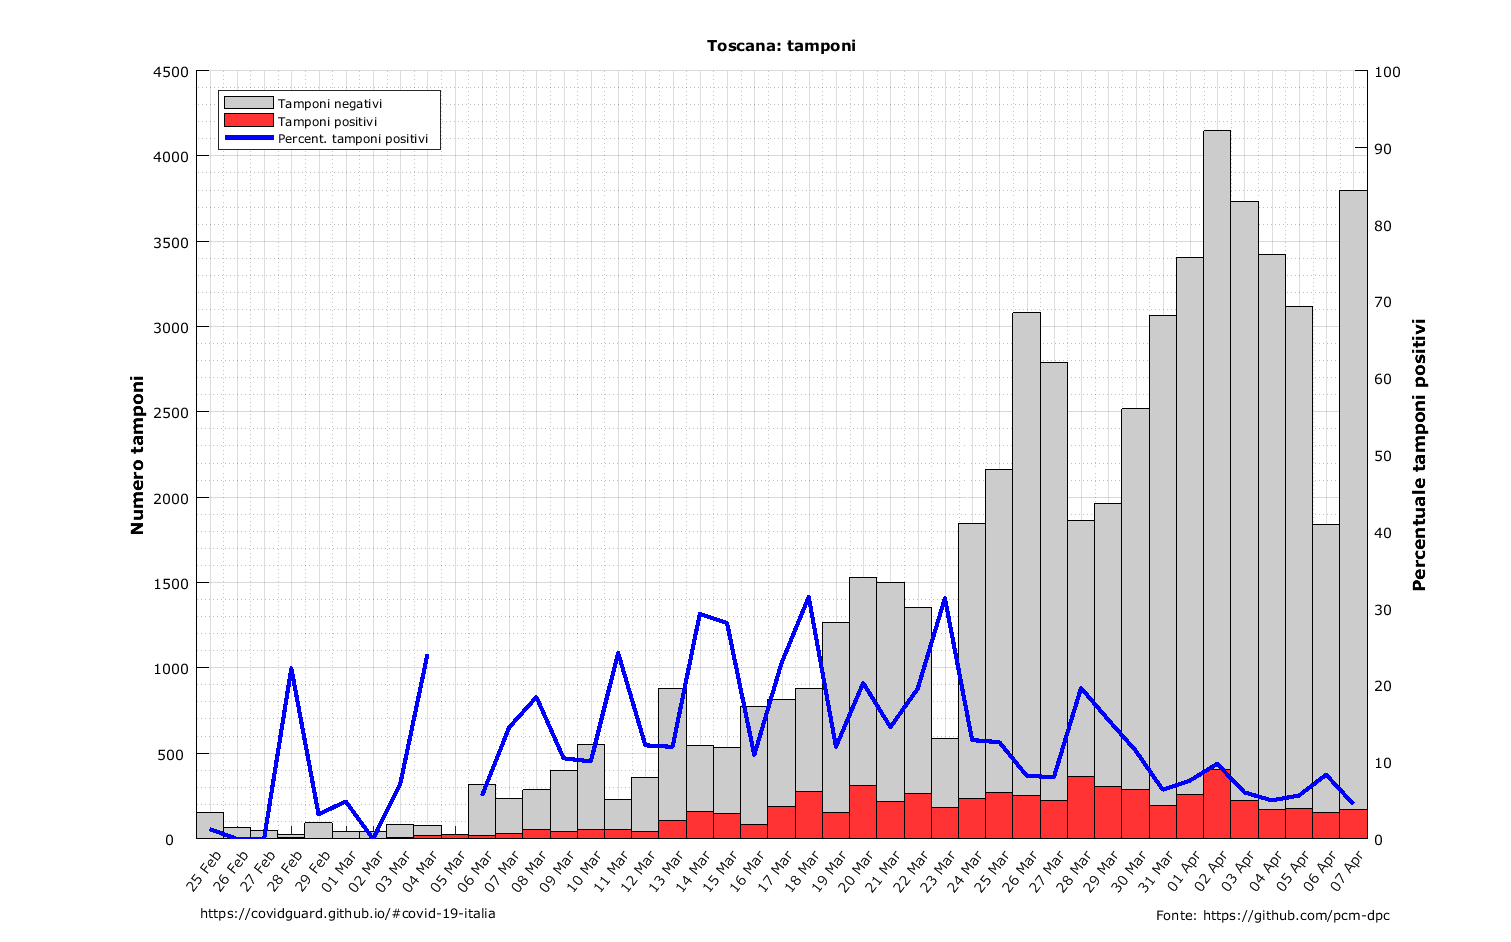 Toscana: tamponi
Tamponi negativi
Tamponi positivi
Percent. tamponi positivi
Numero tamponi
4500
4000
3500
3000
2500
2000
1500
1000
500
0
Percentuale tamponi positivi
100
90
80
70
60
50
40
30
20
10
0
25 Feb
26 Feb
27 Feb
28 Feb
29 Feb
01 Mar
02 Mar
03 Mar
04 Mar
05 Mar
06 Mar
07 Mar
08 Mar
09 Mar
10 Mar
11 Mar
12 Mar
13 Mar
14 Mar
15 Mar
16 Mar
17 Mar
18 Mar
19 Mar
20 Mar
21 Mar
22 Mar
23 Mar
24 Mar
25 Mar
26 Mar
27 Mar
28 Mar
29 Mar
30 Mar
31 Mar
01 Apr
02 Apr
03 Apr
04 Apr
05 Apr
06 Apr
07 Apr
https://covidguard.github.io/#covid-19-italia
Fonte: https://github.com/pcm-dpc